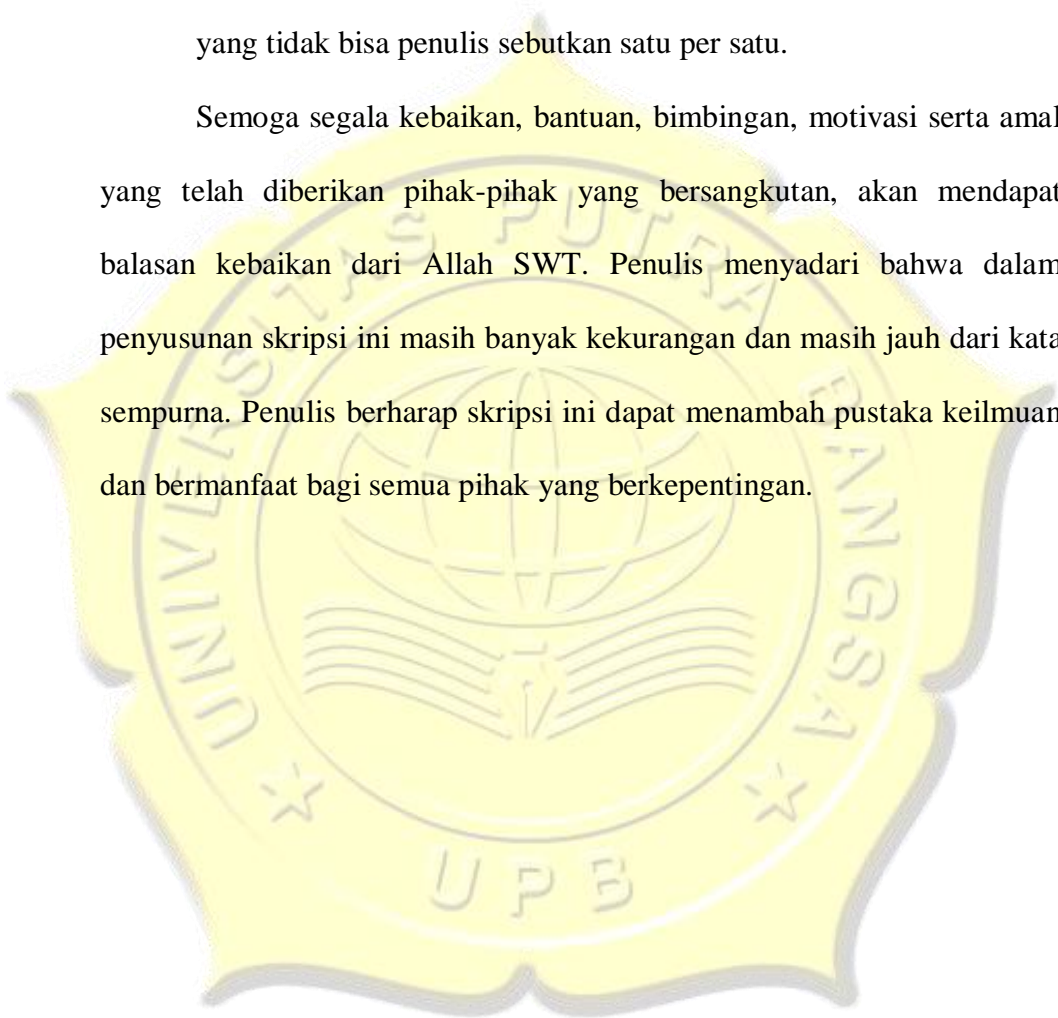 yang tidak bisa penulis sebutkan satu per satu.
Semoga segala kebaikan, bantuan, bimbingan, motivasi serta amal
yang telah diberikan pihak-pihak yang bersangkutan, akan mendapat
balasan kebaikan dari Allah SWT. Penulis menyadari bahwa dalam
penyusunan skripsi ini masih banyak kekurangan dan masih jauh dari kata
sempurna. Penulis berharap skripsi ini dapat menambah pustaka keilmuan
dan bermanfaat bagi semua pihak yang berkepentingan.
UNIVERSITAS PUTRA BANGSA
UPB